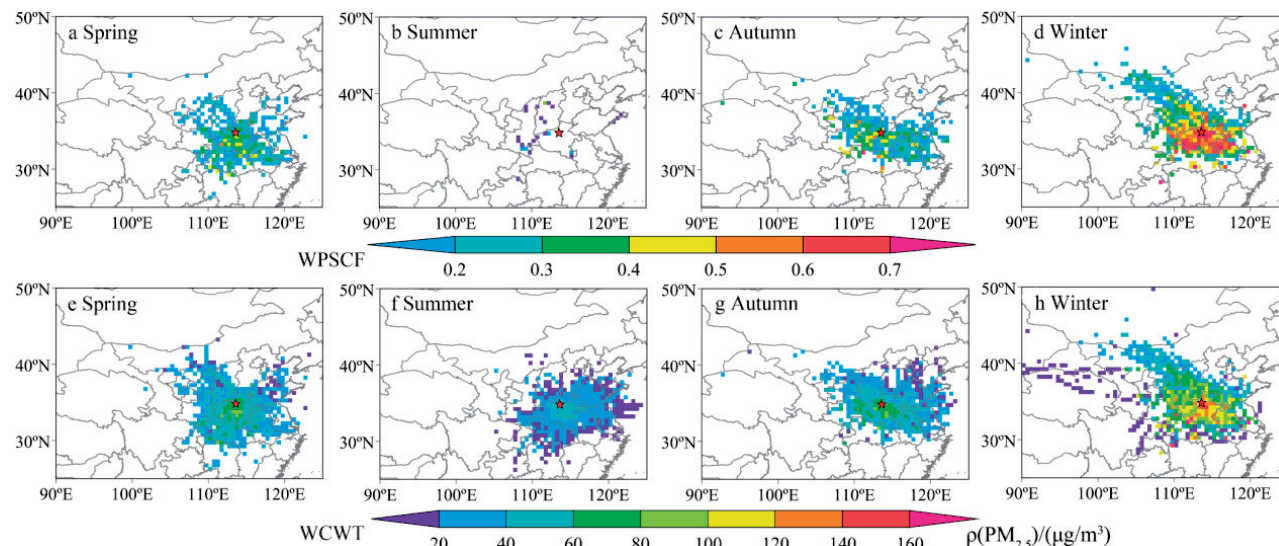 50°N 50°N 50°N 50°N
a Spring b Summer c Autumn d Winter
40°N 40°N 40°N 40°N
30°N 30°N 30°N 30°N
90°E 100°E 110°E 120°E 90°E 100°E 110°E 120°E 90°E 100°E 110°E 120°E 90°E 100°E 110°E 120°E
WPSCF 0.2 0.3 0.4 0.5 0.6 0.7
50°N 50°N 50°N 50°N
e Spring f Summer g Autumn h Winter
40°N 40°N 40°N 40°N
30°N 30°N 30°N 30°N
90°E 100°E 110°E 120°E 90°E 100°E 110°E 120°E 90°E 100°E 110°E 120°E 90°E 100°E 110°E 120°E
WCWT 20 40 60 80 100 120 140 160 ρ(PM2.5)/(μg/m³)